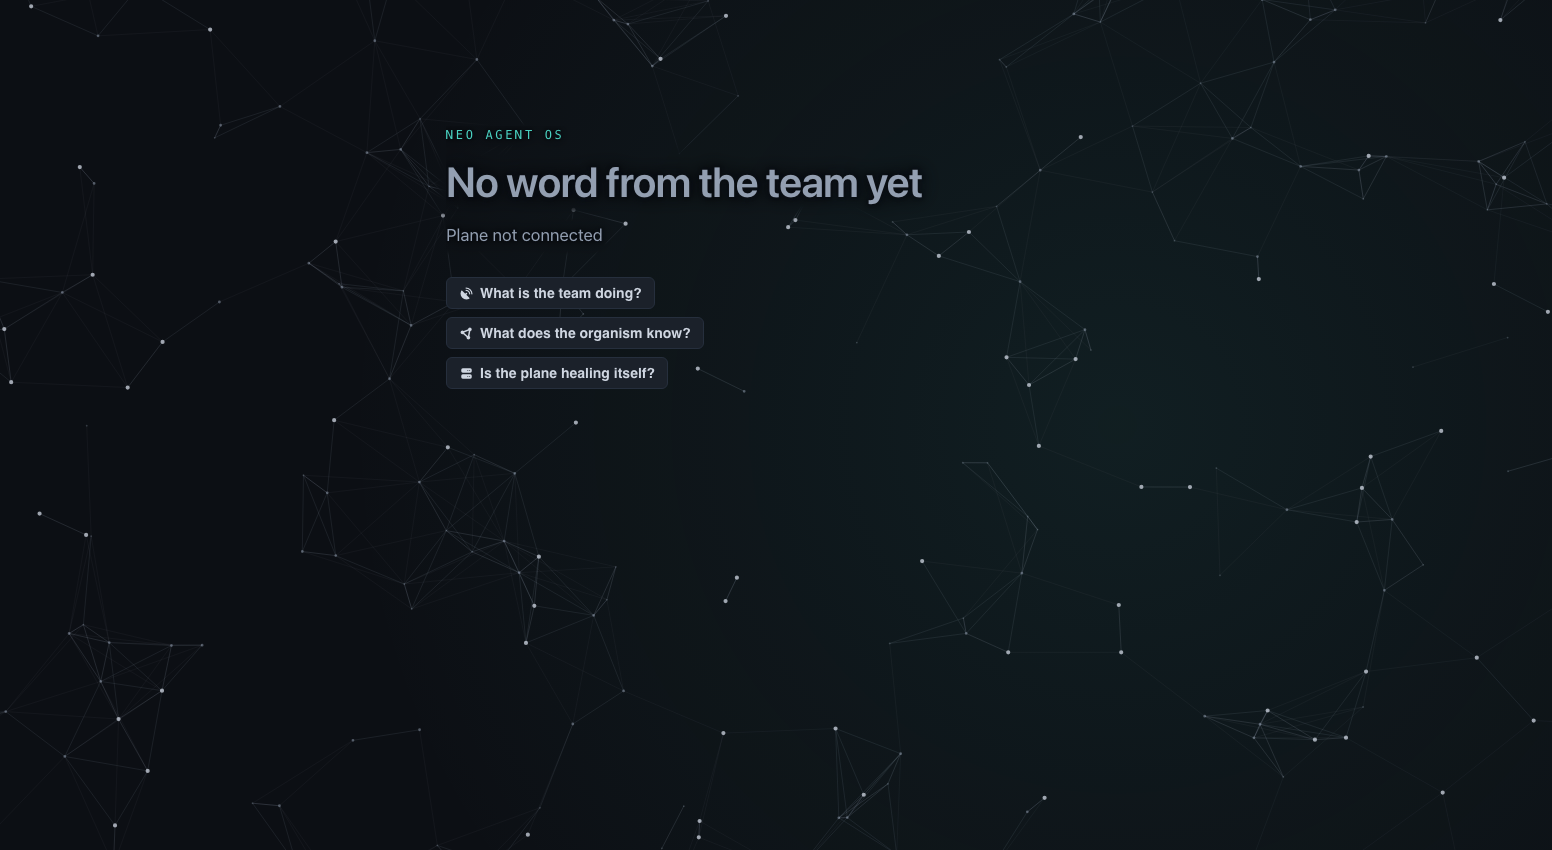 NEO AGENT OS
No word from the team yet
Plane not connected
What is the team doing?
What does the organism know?
Is the plane healing itself?